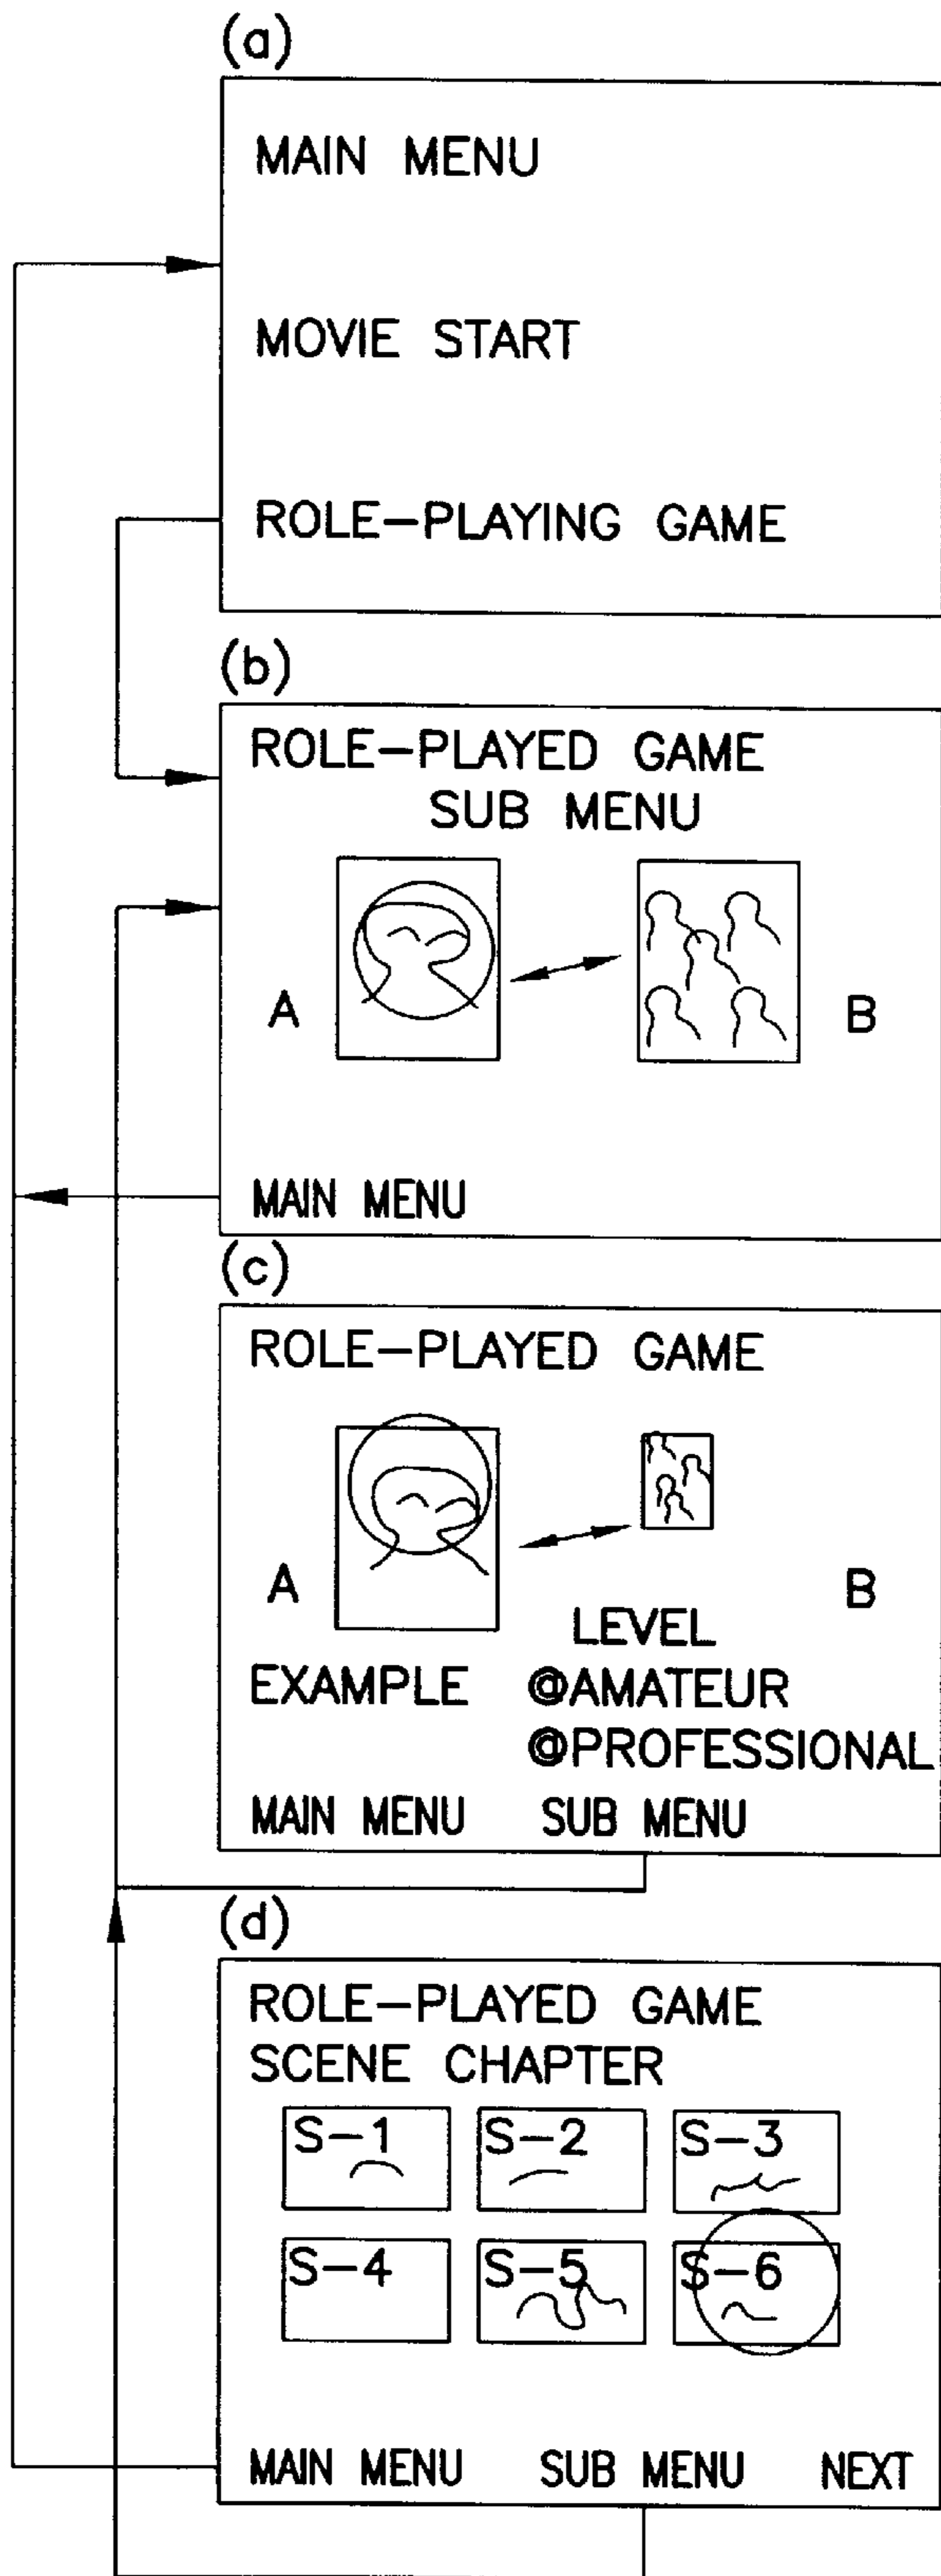 (a)
MAIN MENU
MOVIE START
ROLE-PLAYING GAME
(b)
ROLE-PLAYED GAME
SUB MENU
A B
MAIN MENU
(c)
ROLE-PLAYED GAME
A B
LEVEL
EXAMPLE @AMATEUR
@PROFESSIONAL
MAIN MENU SUB MENU
(d)
ROLE-PLAYED GAME
SCENE CHAPTER
S-1 S-2 S-3
S-4 S-5 S-6
MAIN MENU SUB MENU NEXT